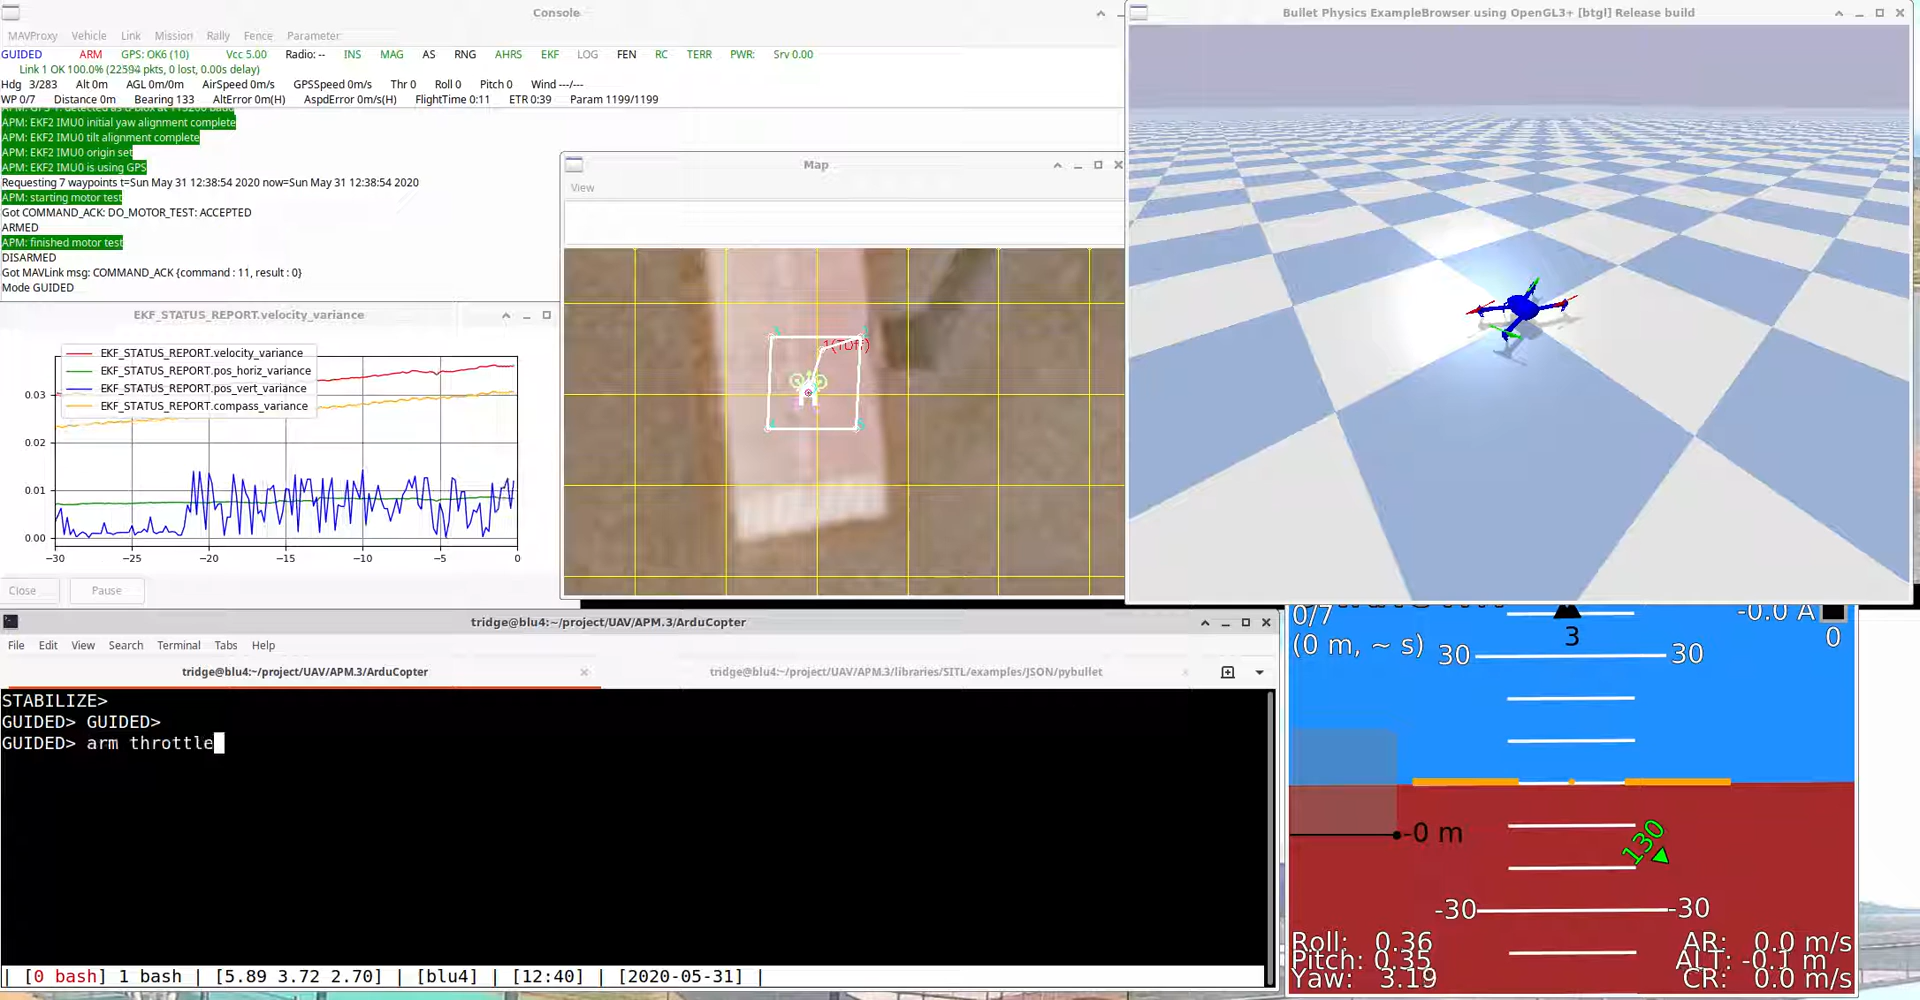 Console
MAVProxy Vehicle Link Mission Rally Fence Parameter
GUIDED ARM GPS: OK6 (10) Vcc 5.00 Radio: -- INS MAG AS RNG AHRS EKF LOG FEN RC TERR PWR: Srv 0.00
Link 1 OK 100.0% (22594 pkts, 0 lost, 0.00s delay)
Hdg 3/283 Alt 0m AGL 0m/0m AirSpeed 0m/s GPSSpeed 0m/s Thr 0 Roll 0 Pitch 0 Wind ---/---
WP 0/7 Distance 0m Bearing 133 AltError 0m(H) AspdError 0m/s(H) FlightTime 0:11 ETR 0:39 Param 1199/1199
APM: EKF2 IMU0 initial yaw alignment complete
APM: EKF2 IMU0 tilt alignment complete
APM: EKF2 IMU0 origin set
APM: EKF2 IMU0 is using GPS
Requesting 7 waypoints t=Sun May 31 12:38:54 2020 now=Sun May 31 12:38:54 2020
APM: starting motor test
Got COMMAND_ACK: DO_MOTOR_TEST: ACCEPTED
ARMED
APM: finished motor test
DISARMED
Got MAVLink msg: COMMAND_ACK {command : 11, result : 0}
Mode GUIDED
EKF_STATUS_REPORT.velocity_variance
EKF_STATUS_REPORT.velocity_variance
EKF_STATUS_REPORT.pos_horiz_variance
EKF_STATUS_REPORT.pos_vert_variance
EKF_STATUS_REPORT.compass_variance
0.03
0.02
0.01
0.00
−30 −25 −20 −15 −10 −5 0
Close Pause
Map
View
Bullet Physics ExampleBrowser using OpenGL3+ [btgl] Release build
tridge@blu4:~/project/UAV/APM.3/ArduCopter
File Edit View Search Terminal Tabs Help
tridge@blu4:~/project/UAV/APM.3/ArduCopter tridge@blu4:~/project/UAV/APM.3/libraries/SITL/examples/JSON/pybullet
STABILIZE>
GUIDED> GUIDED>
GUIDED> arm throttle
| [0 bash] 1 bash | [5.89 3.72 2.70] | [blu4] | [12:40] | [2020-05-31] |
0/7 -0.0 A
3 0
(0 m, ~ s) 30 30
-0 m
130
-30 -30
Roll: 0.36 AR: 0.0 m/s
Pitch: 0.35 ALT: -0.1 m
Yaw: 3.19 CR: 0.0 m/s